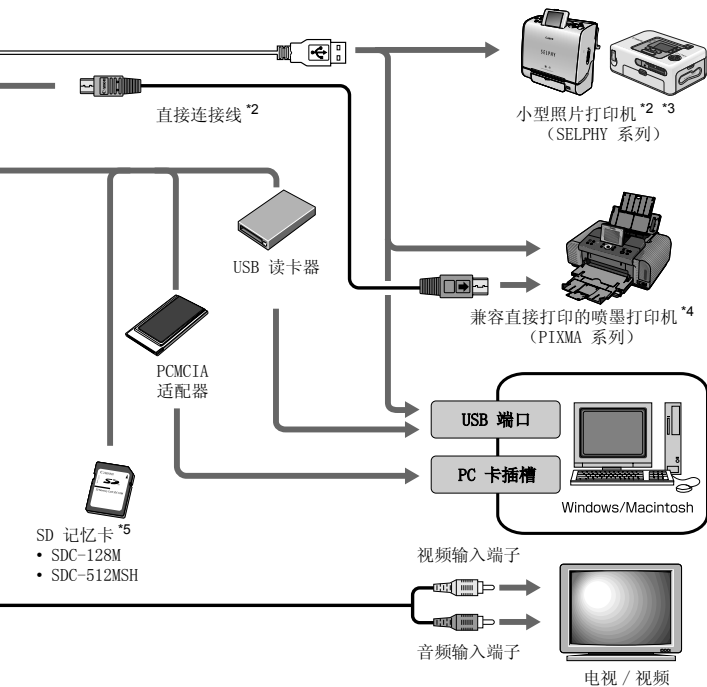 SELPHY
直接连接线*2
小型照片打印机*2 *3
（SELPHY 系列）
USB 读卡器
兼容直接打印的喷墨打印机*4
（PIXMA 系列）
PCMCIA
适配器
USB 端口
PC 卡插槽
Windows/Macintosh
SD 记忆卡*5
• SDC-128M
• SDC-512MSH
视频输入端子
音频输入端子
电视 / 视频